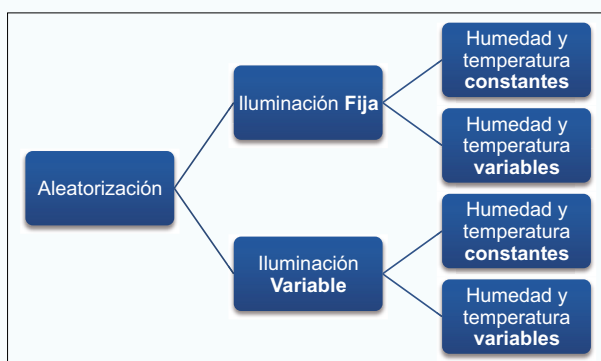 Aleatorización
Iluminación Fija
Humedad y
temperatura
constantes
Humedad y
temperatura
variables
Iluminación
Variable
Humedad y
temperatura
constantes
Humedad y
temperatura
variables